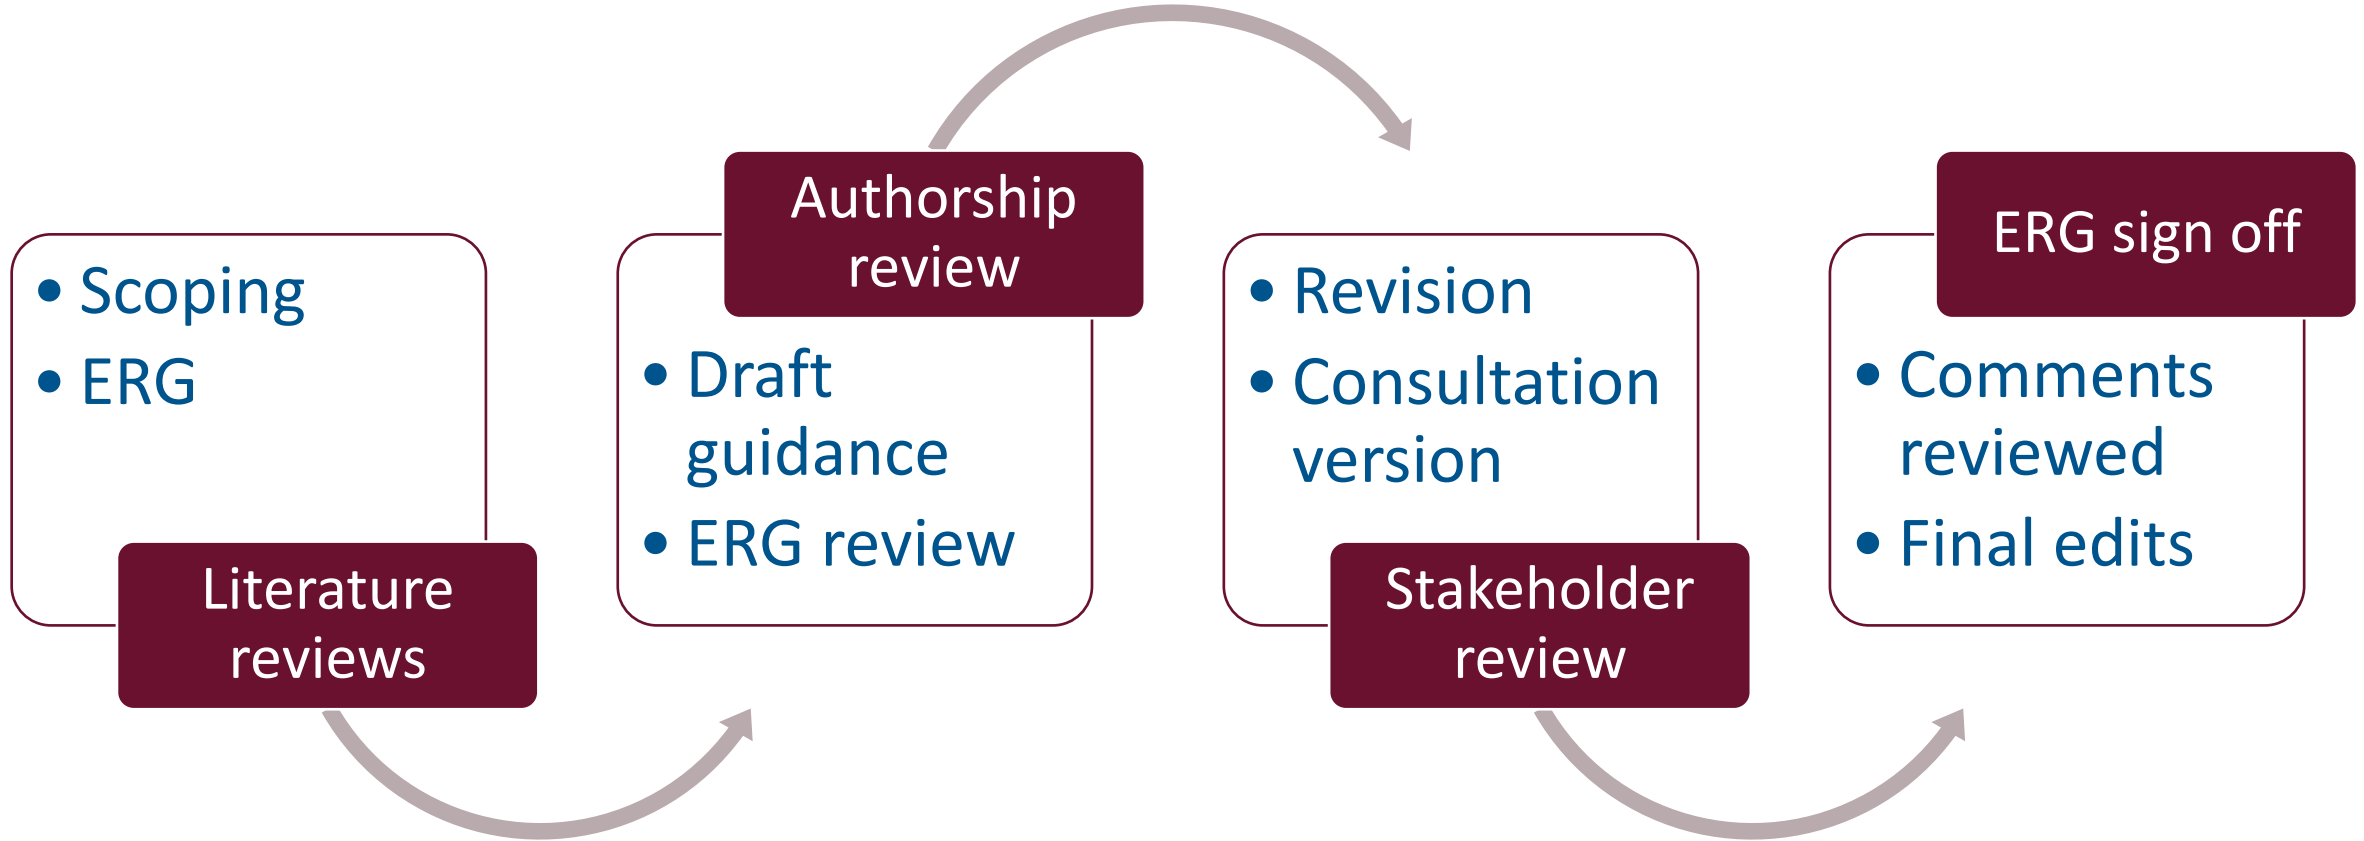 • Scoping
• ERG
Literature
reviews
Authorship
review
• Draft
guidance
• ERG review
• Revision
• Consultation
version
Stakeholder
review
ERG sign off
• Comments
reviewed
• Final edits